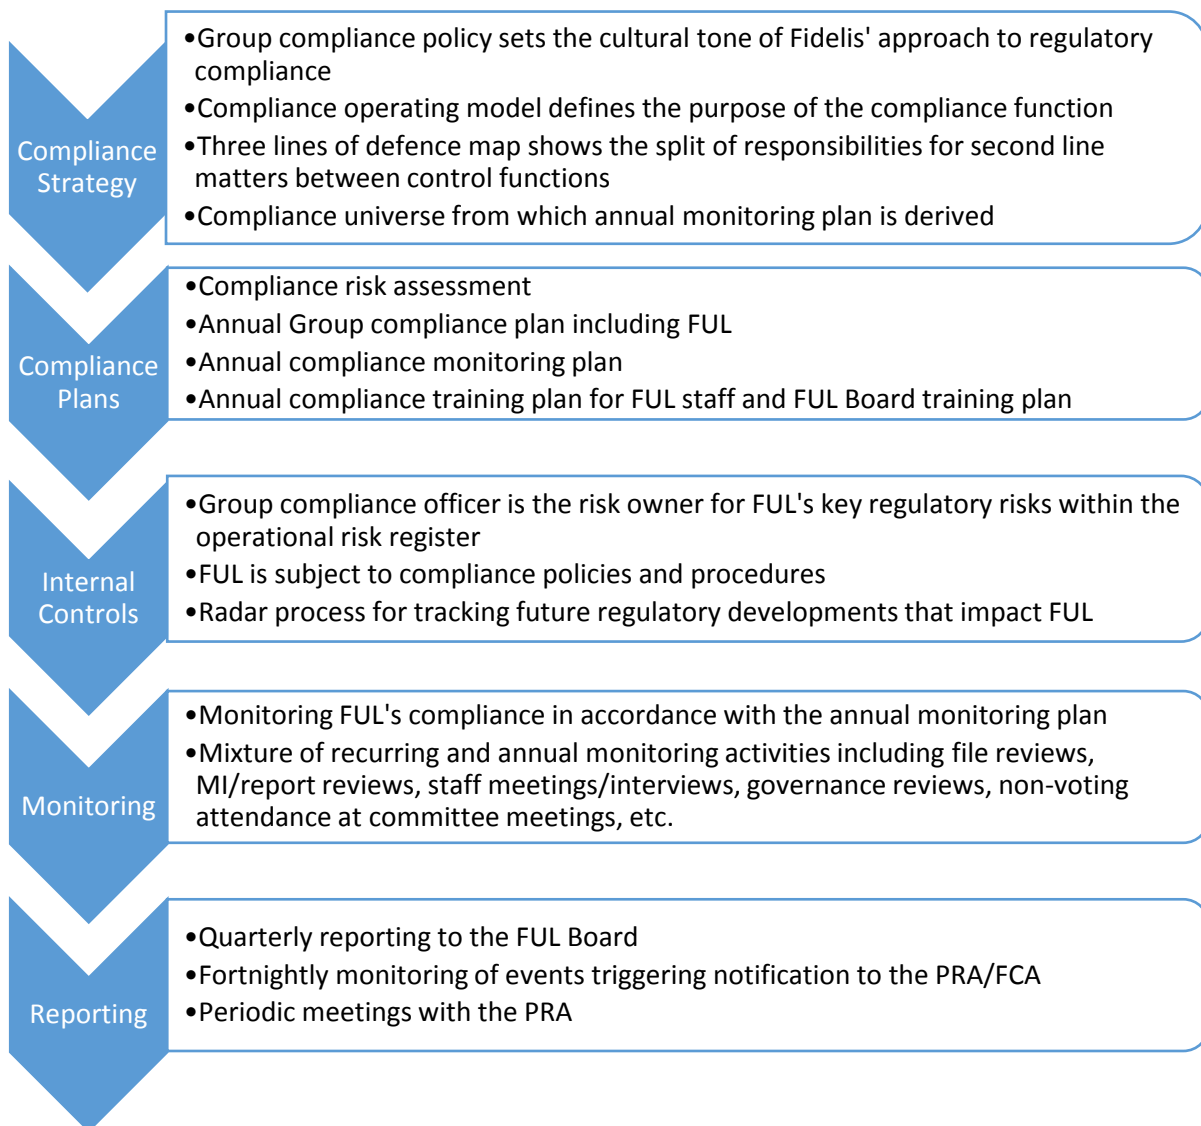 Compliance
Strategy
•Group compliance policy sets the cultural tone of Fidelis' approach to regulatory
compliance
•Compliance operating model defines the purpose of the compliance function
•Three lines of defence map shows the split of responsibilities for second line
matters between control functions
•Compliance universe from which annual monitoring plan is derived
Compliance
Plans
•Compliance risk assessment
•Annual Group compliance plan including FUL
•Annual compliance monitoring plan
•Annual compliance training plan for FUL staff and FUL Board training plan
Internal
Controls
•Group compliance officer is the risk owner for FUL's key regulatory risks within the
operational risk register
•FUL is subject to compliance policies and procedures
•Radar process for tracking future regulatory developments that impact FUL
Monitoring
•Monitoring FUL's compliance in accordance with the annual monitoring plan
•Mixture of recurring and annual monitoring activities including file reviews,
MI/report reviews, staff meetings/interviews, governance reviews, non-voting
attendance at committee meetings, etc.
Reporting
•Quarterly reporting to the FUL Board
•Fortnightly monitoring of events triggering notification to the PRA/FCA
•Periodic meetings with the PRA